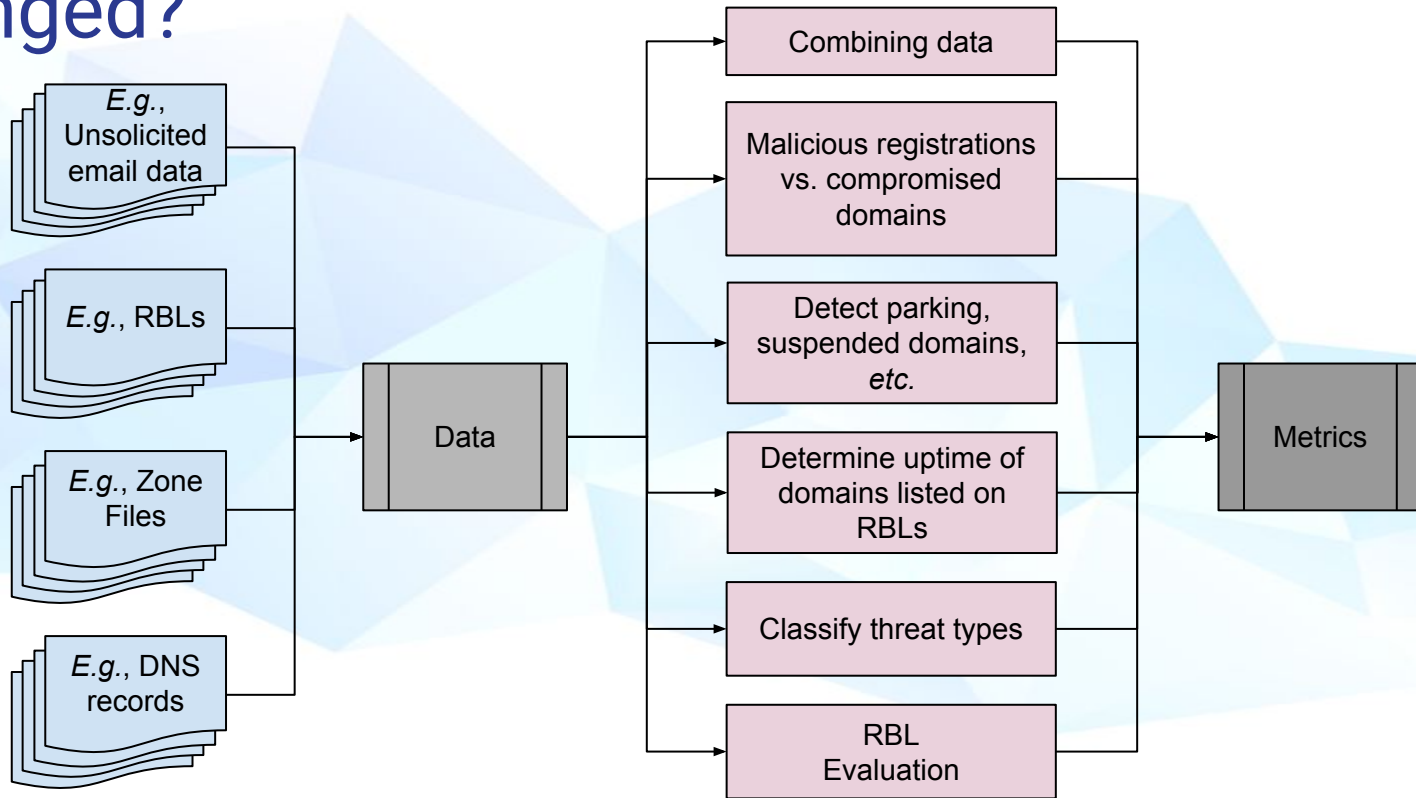 nged?
E.g.,
Unsolicited
email data
E.g., RBLs
E.g., Zone
Files
E.g., DNS
records
Data
Combining data
Malicious registrations
vs. compromised
domains
Detect parking,
suspended domains,
etc.
Determine uptime of
domains listed on
RBLs
Classify threat types
RBL
Evaluation
Metrics